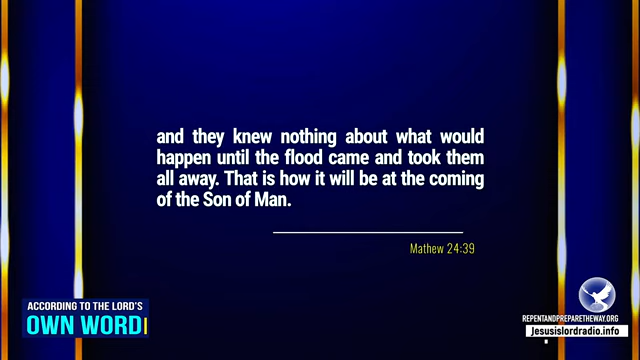 and they knew nothing about what would
happen until the flood came and took them
all away. That is how it will be at the coming
of the Son of Man.
Mathew 24:39
ACCORDING TO THE LORD'S
OWN WORD
REPENTANDPREPARETHEWAY.ORG
Jesusislordradio.info